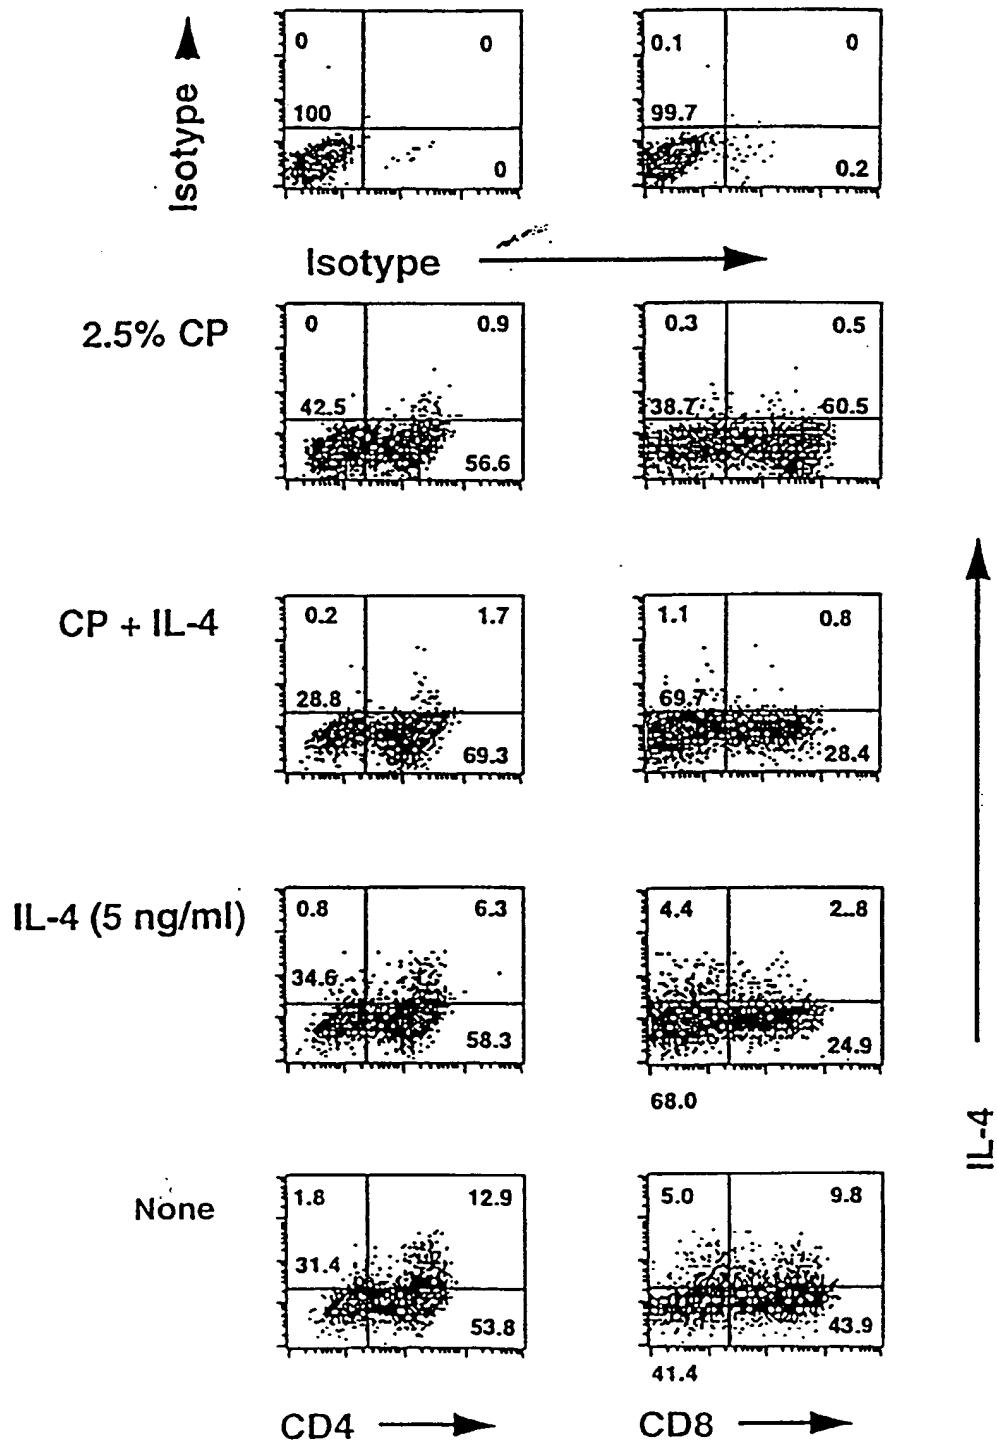 Isotype
0 0 0.1 0
100 99.7
0 0.2
Isotype
2.5% CP
0 0.9 0.3 0.5
42.5 38.7 60.5
56.6
CP + IL-4
0.2 1.7 1.1 0.8
28.8 69.7
69.3 28.4
IL-4 (5 ng/ml)
0.8 6.3 4.4 2..8
34.6
58.3 24.9
68.0
IL-4
None
1.8 12.9 5.0 9.8
31.4
53.8 43.9
41.4
CD4 CD8